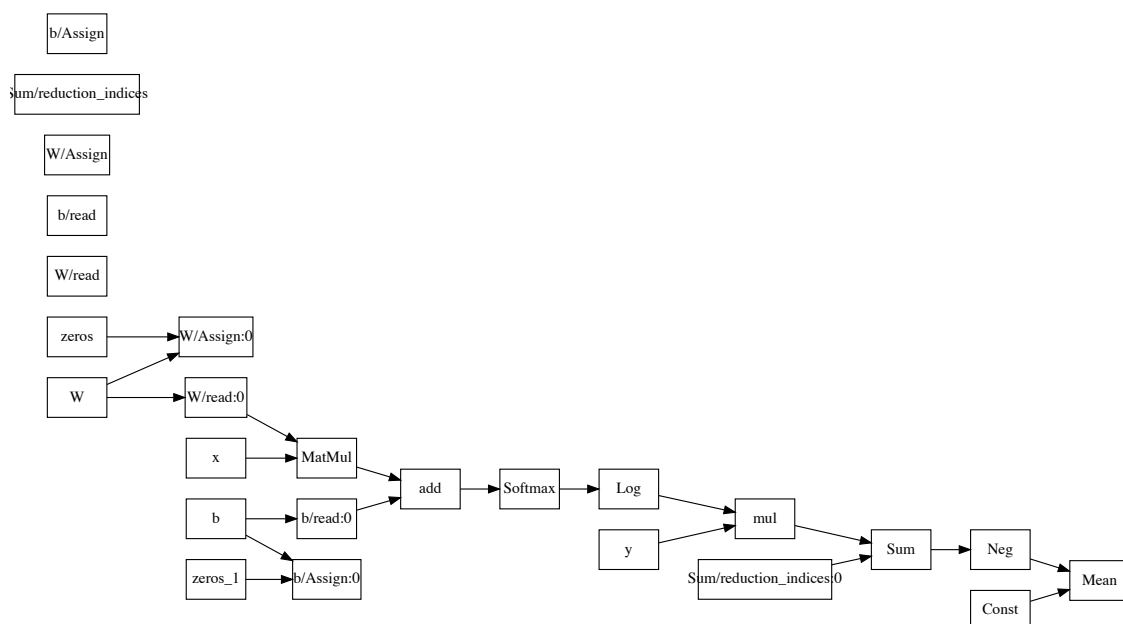 b/Assign
Sum/reduction_indices
W/Assign
b/read
W/read
zeros
W/Assign:0
W
W/read:0
x
MatMul
add
Softmax
Log
b
b/read:0
mul
y
Sum
Neg
zeros_1
b/Assign:0
Sum/reduction_indices:0
Mean
Const